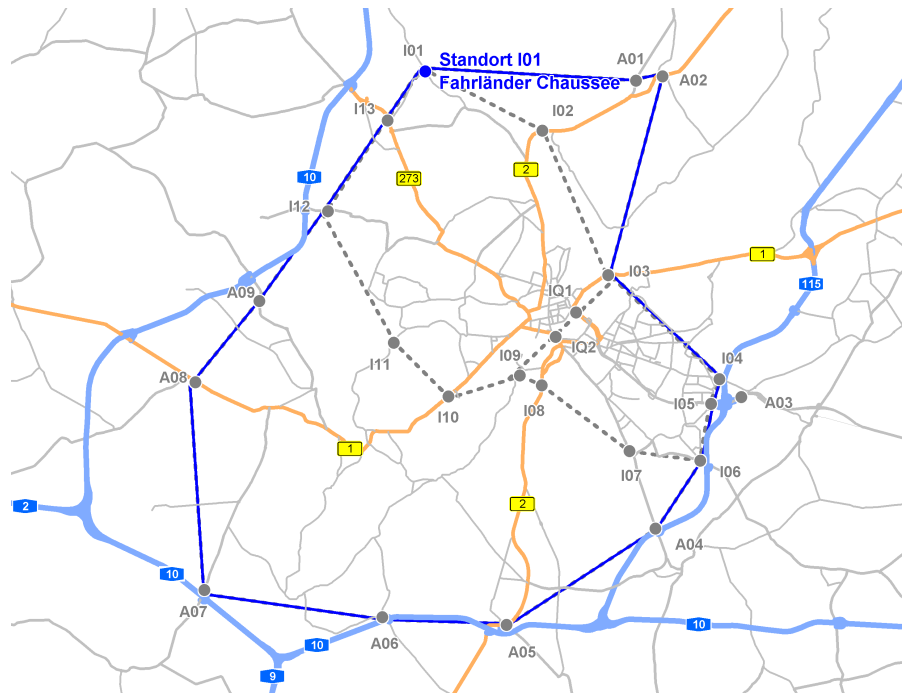 I01
Standort I01
Fahrländer Chaussee
A01
A02
I13
I02
10
273
2
I12
I03
1
115
A09
IQ1
IQ2
I11
I09
I04
A08
I10
I08
I05
A03
1
I07
I06
2
2
A04
10
A07
10
A06
A05
10
9